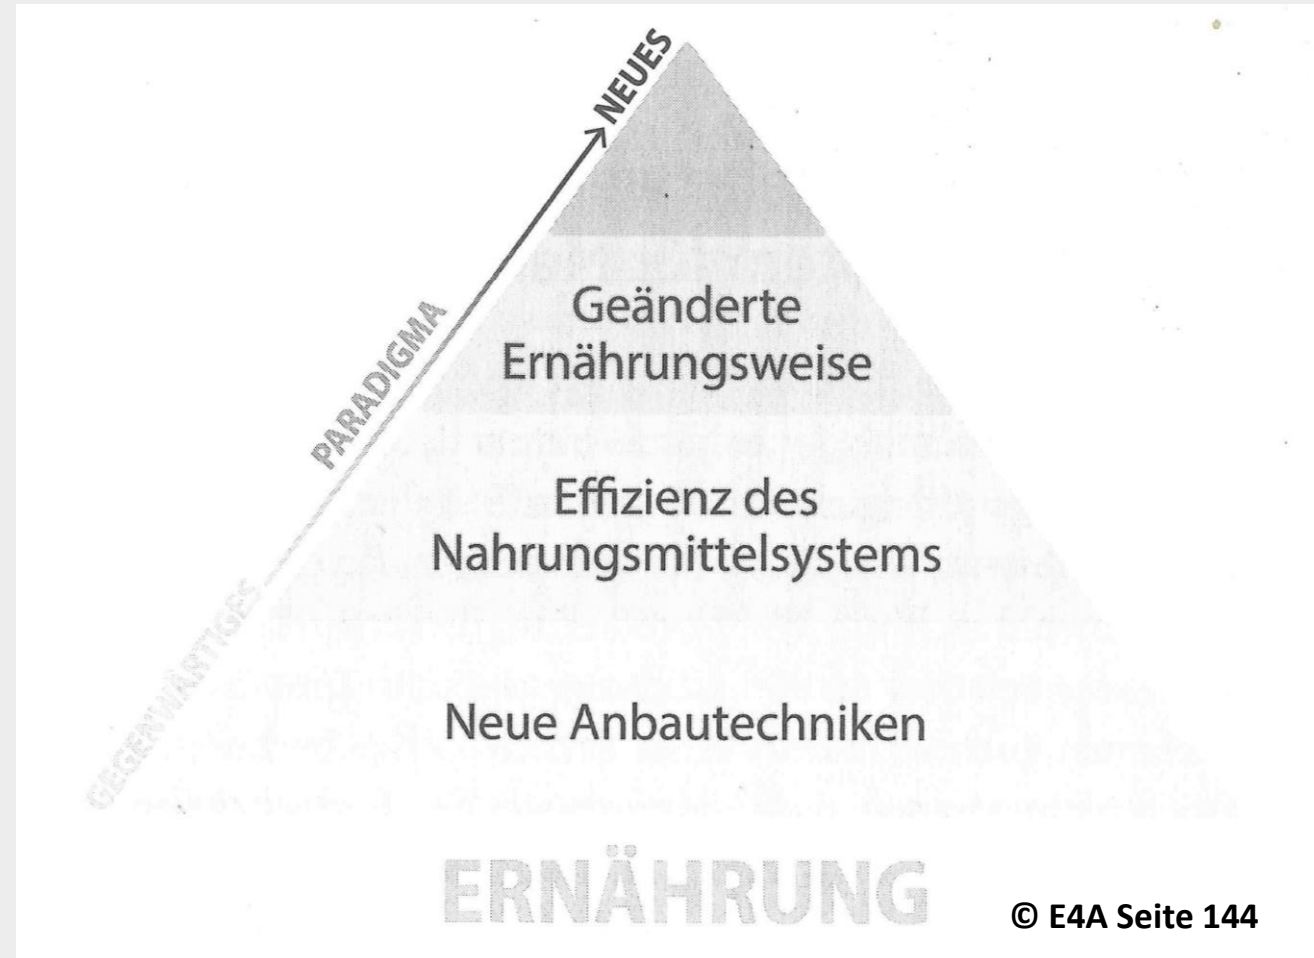 NEUES
PARADIGMA
GEGENWÄRTIGES
Geänderte
Ernährungsweise
Effizienz des
Nahrungsmittelsystems
Neue Anbautechniken
ERNÄHRUNG
© E4A Seite 144